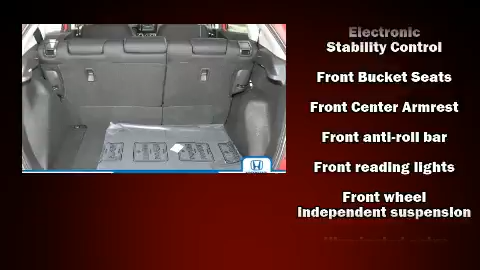 Electronic
Stability Control
Front Bucket Seats
Front Center Armrest
Front anti-roll bar
Front reading lights
Front wheel
independent suspension